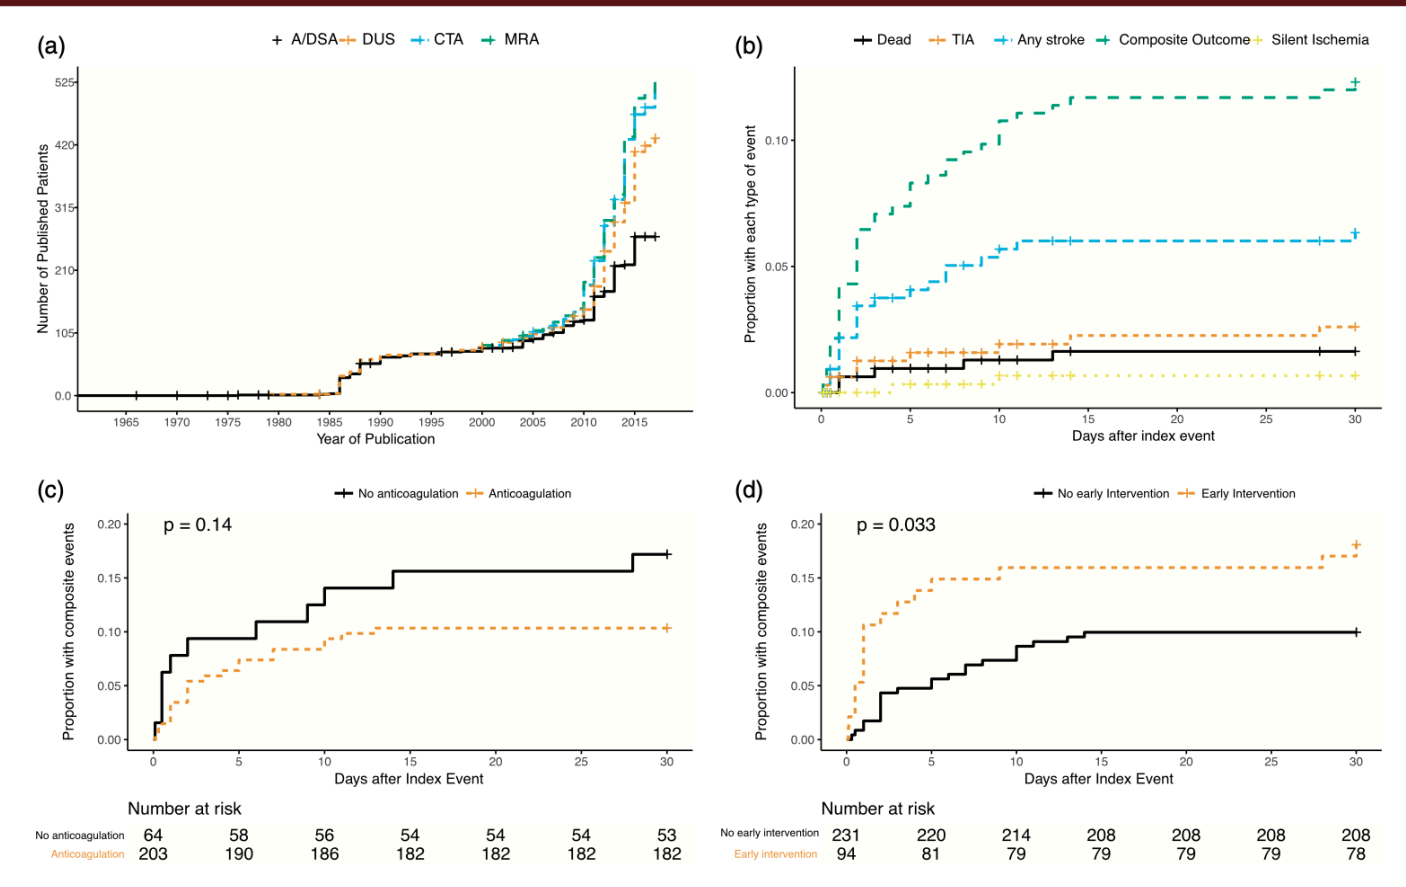 (a)
A/DSA DUS CTA MRA
Number of Published Patients
525
420
315
210
105
0.0
1965 1970 1975 1980 1985 1990 1995 2000 2005 2010 2015
Year of Publication
(b)
Dead TIA Any stroke Composite Outcome Silent Ischemia
Proportion with each type of event
0.10
0.05
0.00
0 5 10 15 20 25 30
Days after index event
(c)
No anticoagulation Anticoagulation
p = 0.14
Proportion with composite events
0.20
0.15
0.10
0.05
0.00
0 5 10 15 20 25 30
Days after Index Event
Number at risk
No anticoagulation 64 58 56 54 54 54 53
Anticoagulation 203 190 186 182 182 182 182
(d)
No early Intervention Early Intervention
p = 0.033
Proportion with composite events
0.20
0.15
0.10
0.05
0.00
0 5 10 15 20 25 30
Days after Index Event
Number at risk
No early intervention 231 220 214 208 208 208 208
Early intervention 94 81 79 79 79 79 78